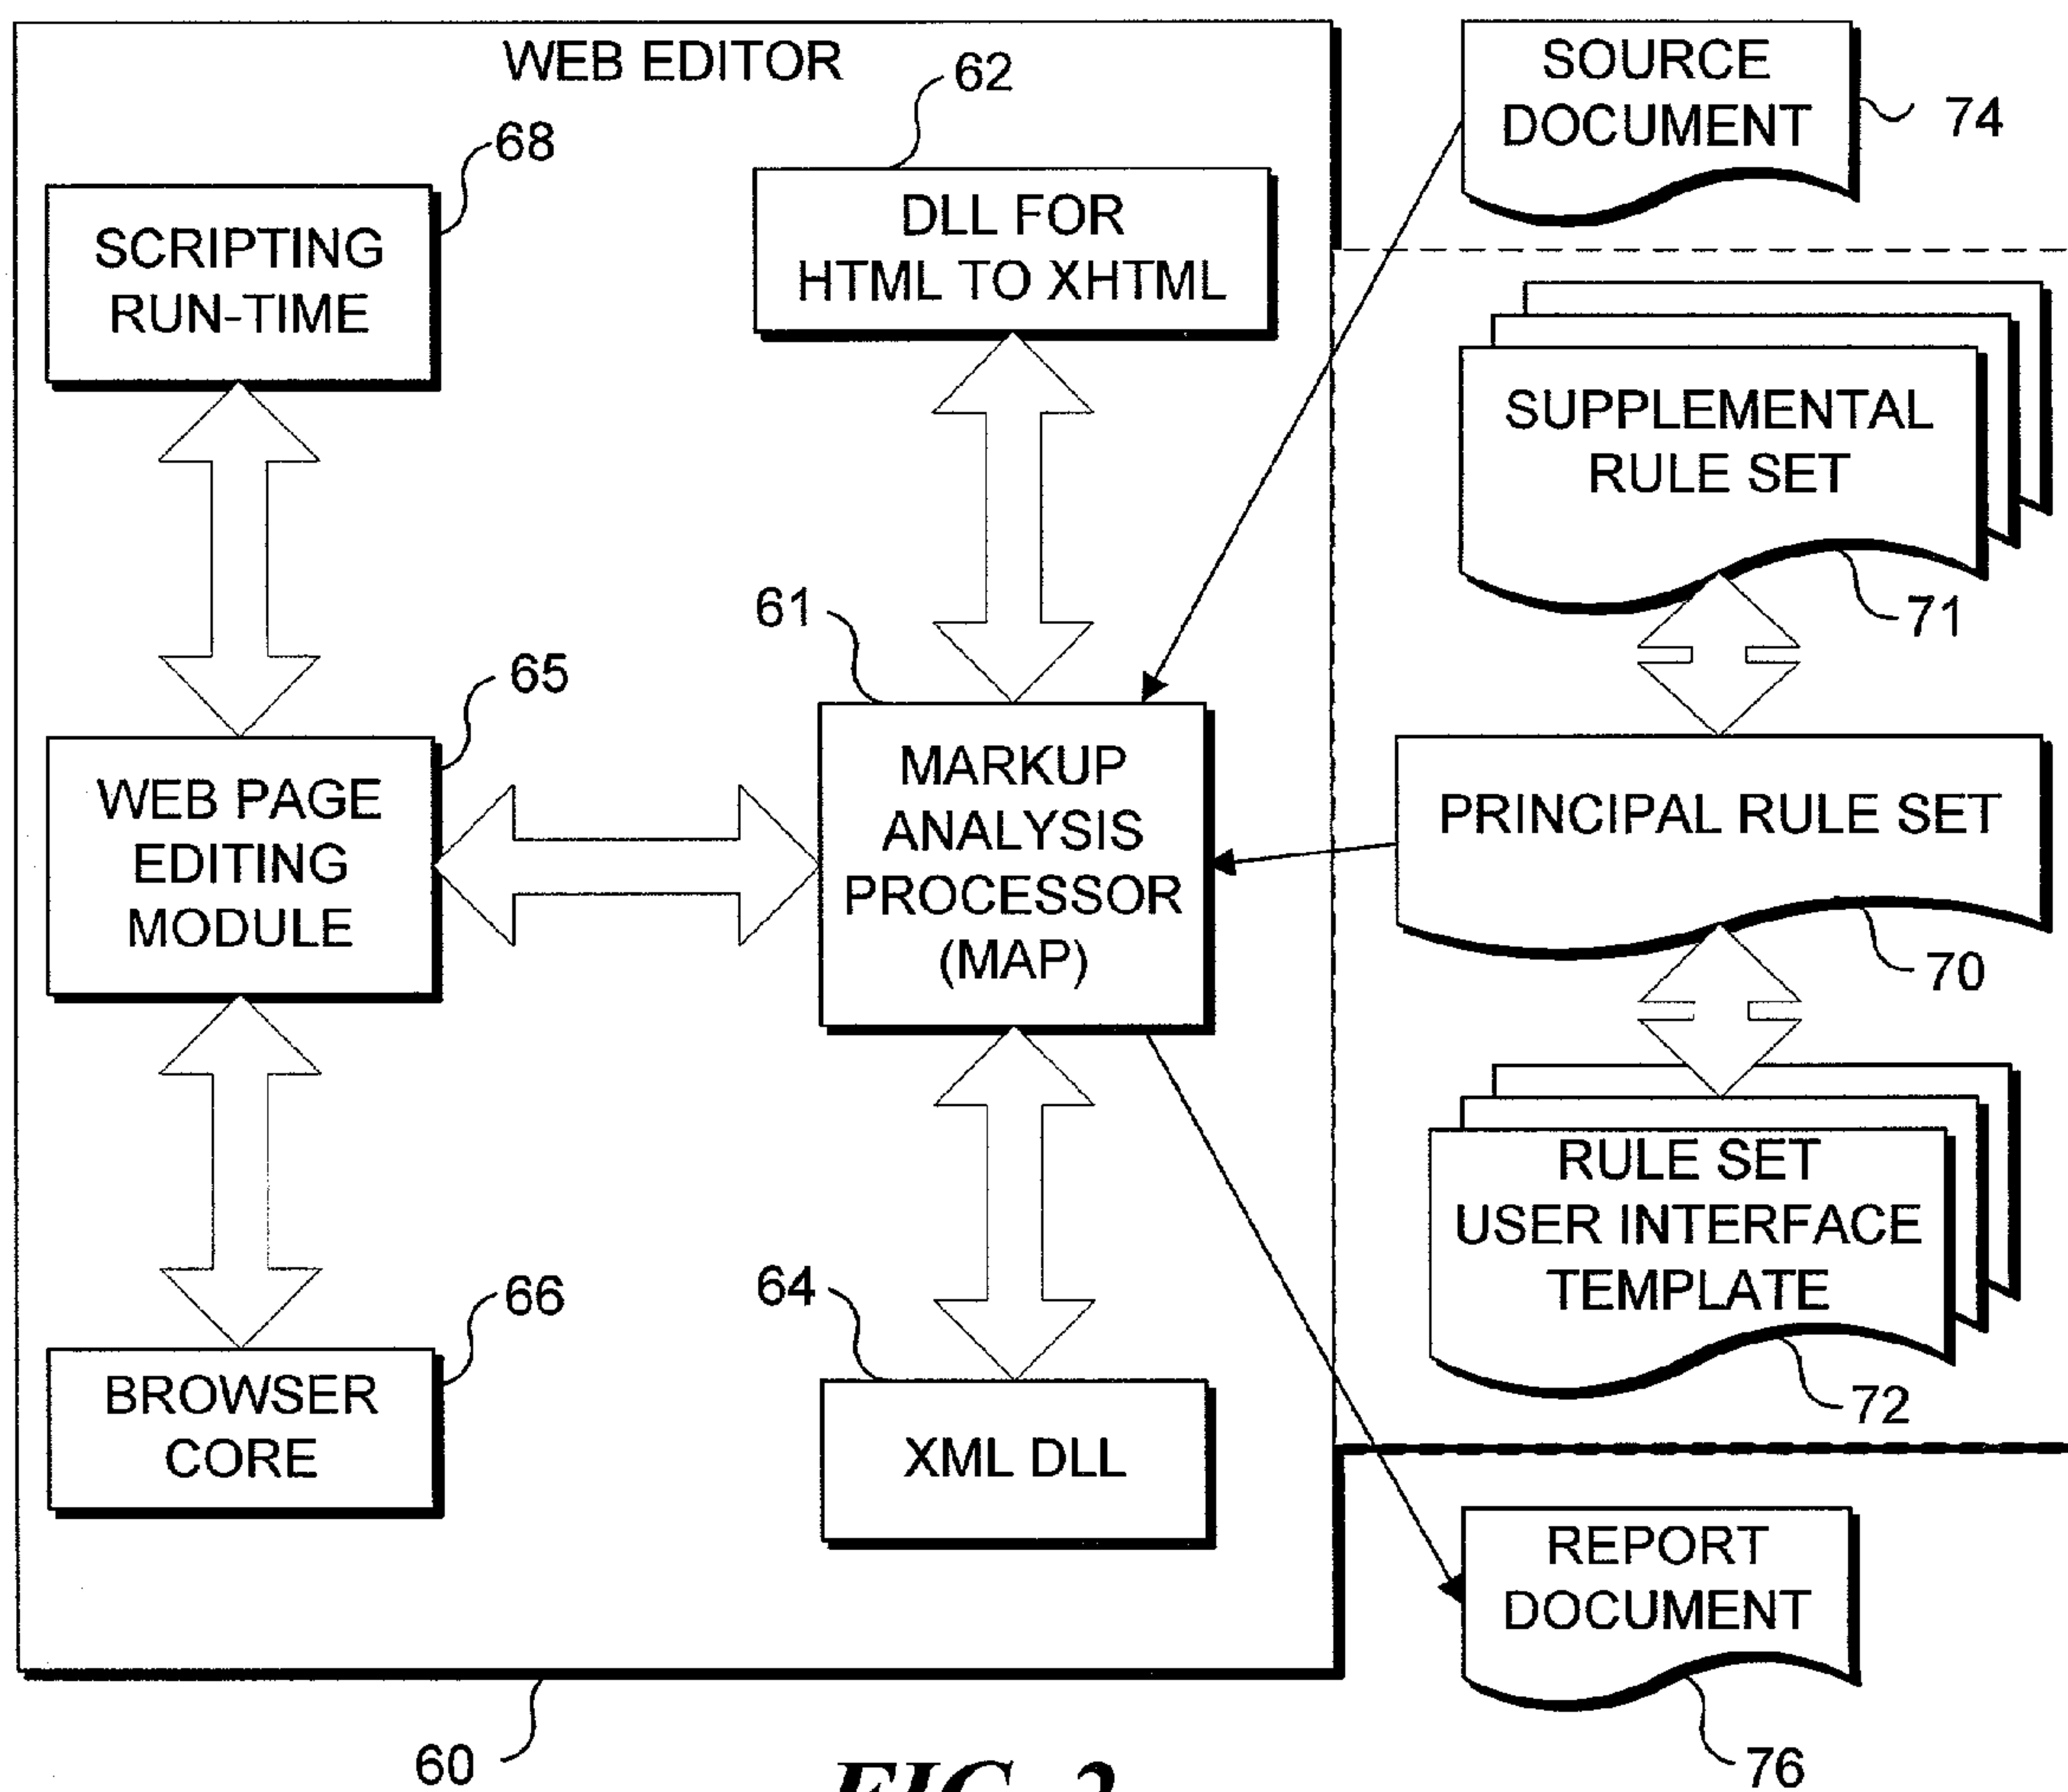 WEB EDITOR
62
68
SCRIPTING
RUN-TIME
DLL FOR
HTML TO XHTML
SOURCE
DOCUMENT
74
SUPPLEMENTAL
RULE SET
71
61
65
WEB PAGE
EDITING
MODULE
MARKUP
ANALYSIS
PROCESSOR
(MAP)
PRINCIPAL RULE SET
70
RULE SET
USER INTERFACE
TEMPLATE
72
66
BROWSER
CORE
64
XML DLL
REPORT
DOCUMENT
76
60